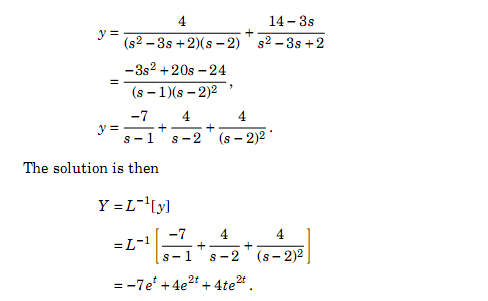 y = 4/((s² – 3s + 2)(s – 2)) + (14 – 3s)/(s² – 3s + 2)
= (–3s² + 20s – 24)/((s – 1)(s – 2)²) ,
y = –7/(s – 1) + 4/(s – 2) + 4/((s – 2)²) .
The solution is then
Y = L⁻¹[y]
= L⁻¹[–7/(s – 1) + 4/(s – 2) + 4/((s – 2)²)]
= –7eᵗ + 4e²ᵗ + 4te²ᵗ .